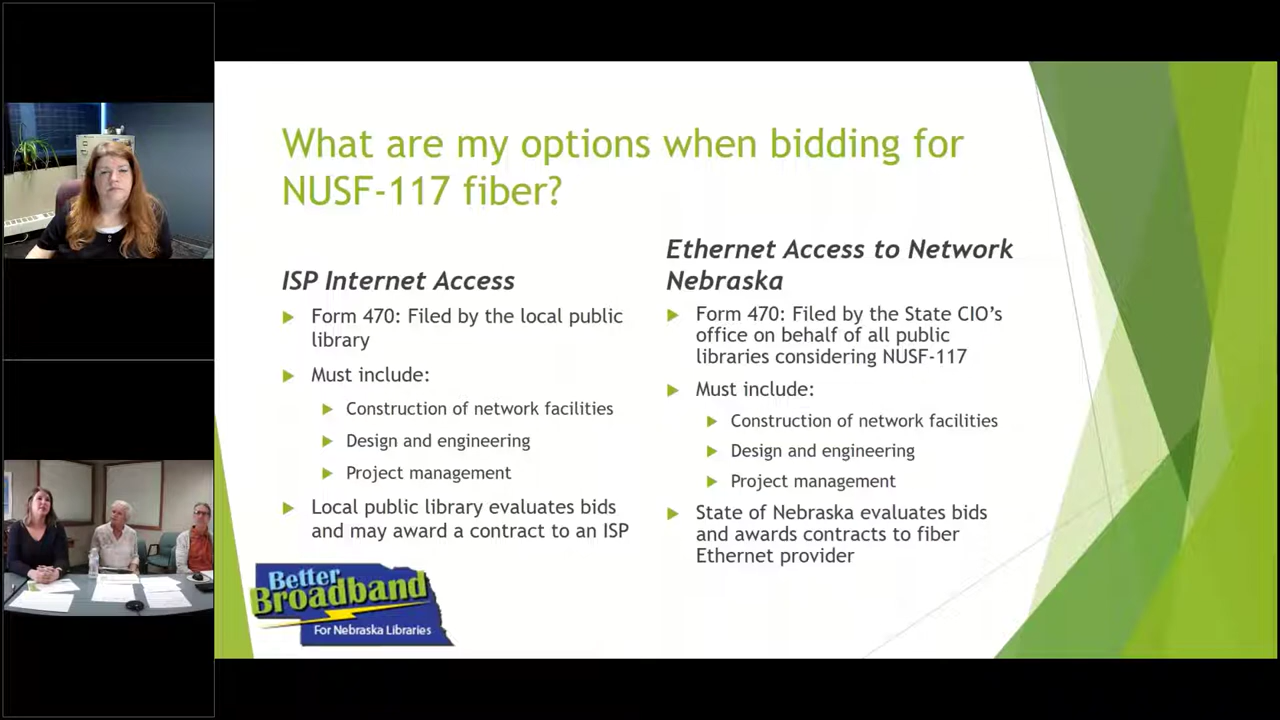 What are my options when bidding for
NUSF-117 fiber?
ISP Internet Access
Form 470: Filed by the local public
library
Must include:
Construction of network facilities
Design and engineering
Project management
Local public library evaluates bids
and may award a contract to an ISP
Ethernet Access to Network
Nebraska
Form 470: Filed by the State CIO’s
office on behalf of all public
libraries considering NUSF-117
Must include:
Construction of network facilities
Design and engineering
Project management
State of Nebraska evaluates bids
and awards contracts to fiber
Ethernet provider
Better
Broadband
For Nebraska Libraries